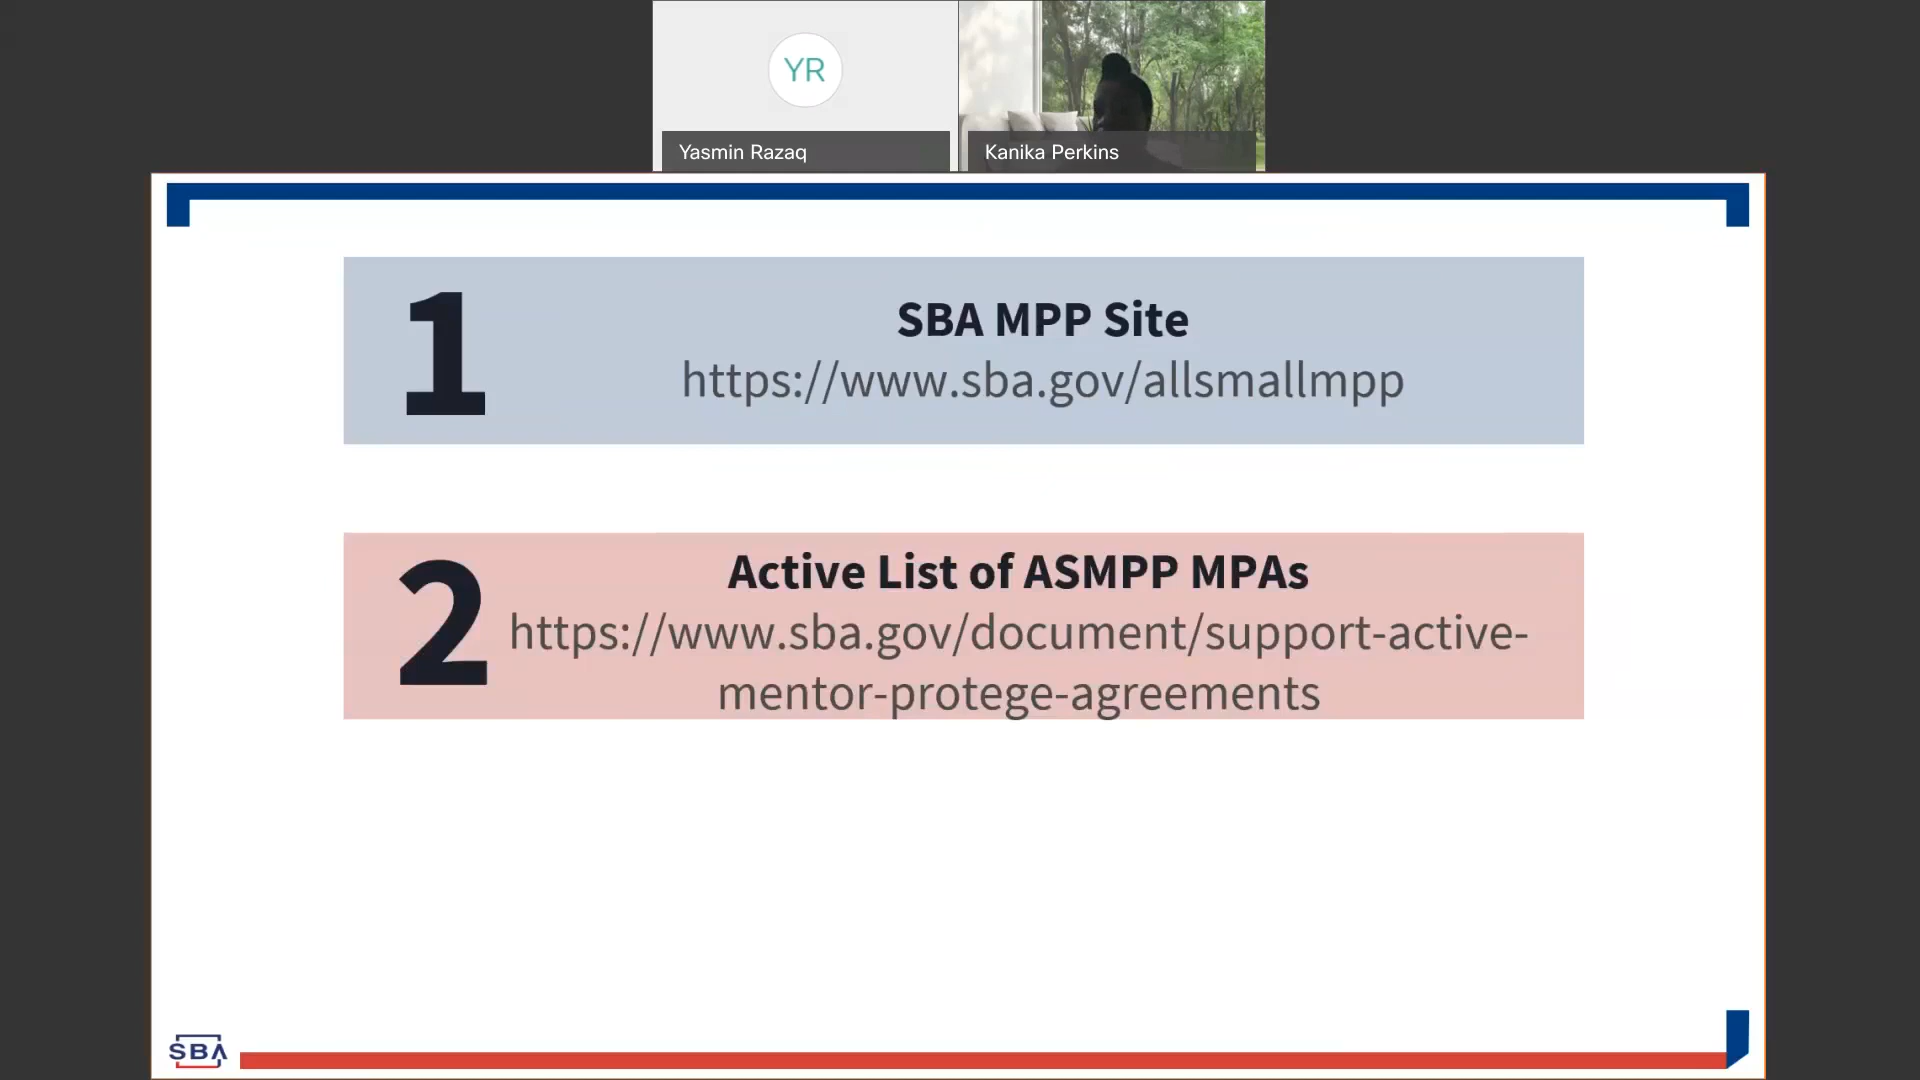 YR
Yasmin Razaq
Kanika Perkins
1
SBA MPP Site
https://www.sba.gov/allsmallmpp
2
Active List of ASMPP MPAs
https://www.sba.gov/document/support-active-
mentor-protege-agreements
SBA